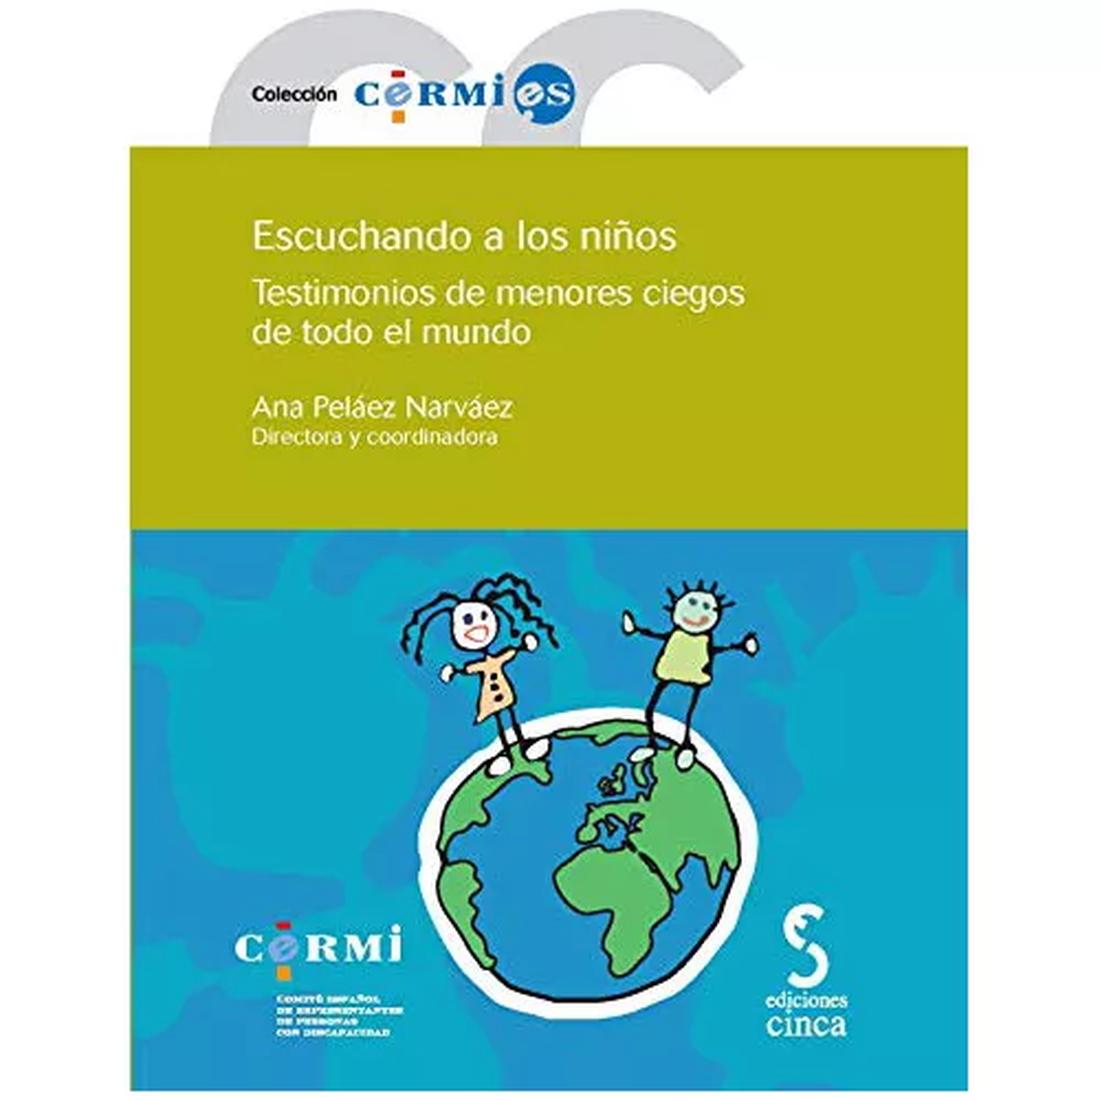 Colección CERMI es
Escuchando a los niños
Testimonios de menores ciegos
de todo el mundo
Ana Peláez Narváez
Directora y coordinadora
CERMI
COMITÉ ESPAÑOL
DE REPRESENTANTES
DE PERSONAS
CON DISCAPACIDAD
ediciones
cinca